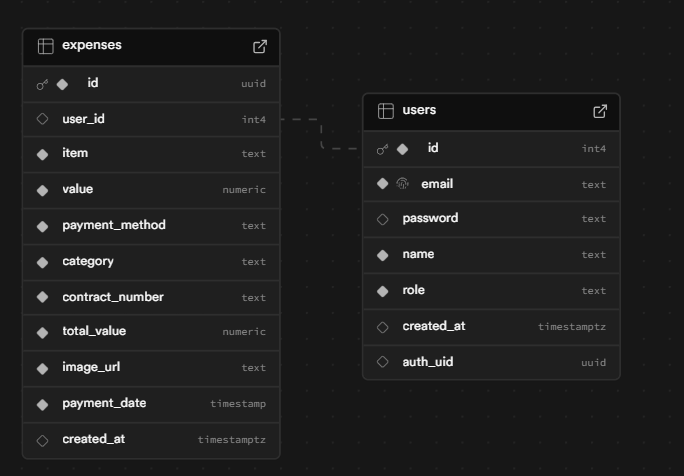 expenses
id uuid
user_id int4
item text
value numeric
payment_method text
category text
contract_number text
total_value numeric
image_url text
payment_date timestamp
created_at timestamptz
users
id int4
email text
password text
name text
role text
created_at timestamptz
auth_uid uuid